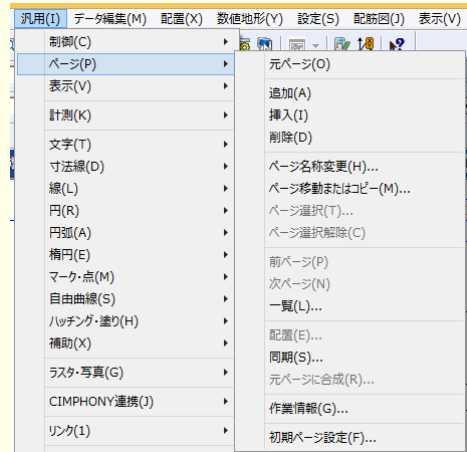 汎用(I) データ編集(M) 配置(X) 数値地形(Y) 設定(S) 配筋図(J) 表示(V)
制御(C)
ページ(P)
表示(V)
計測(K)
文字(T)
寸法線(D)
線(L)
円(R)
円弧(A)
楕円(E)
マーク・点(M)
自由曲線(S)
ハッチング・塗り(H)
補助(X)
ラスタ・写真(G)
CIMPHONY連携(J)
リンク(1)
元ページ(O)
追加(A)
挿入(I)
削除(D)
ページ名称変更(H)...
ページ移動またはコピー(M)...
ページ選択(T)...
ページ選択解除(C)
前ページ(P)
次ページ(N)
一覧(L)...
配置(E)...
同期(S)...
元ページに合成(R)...
作業情報(G)...
初期ページ設定(F)...